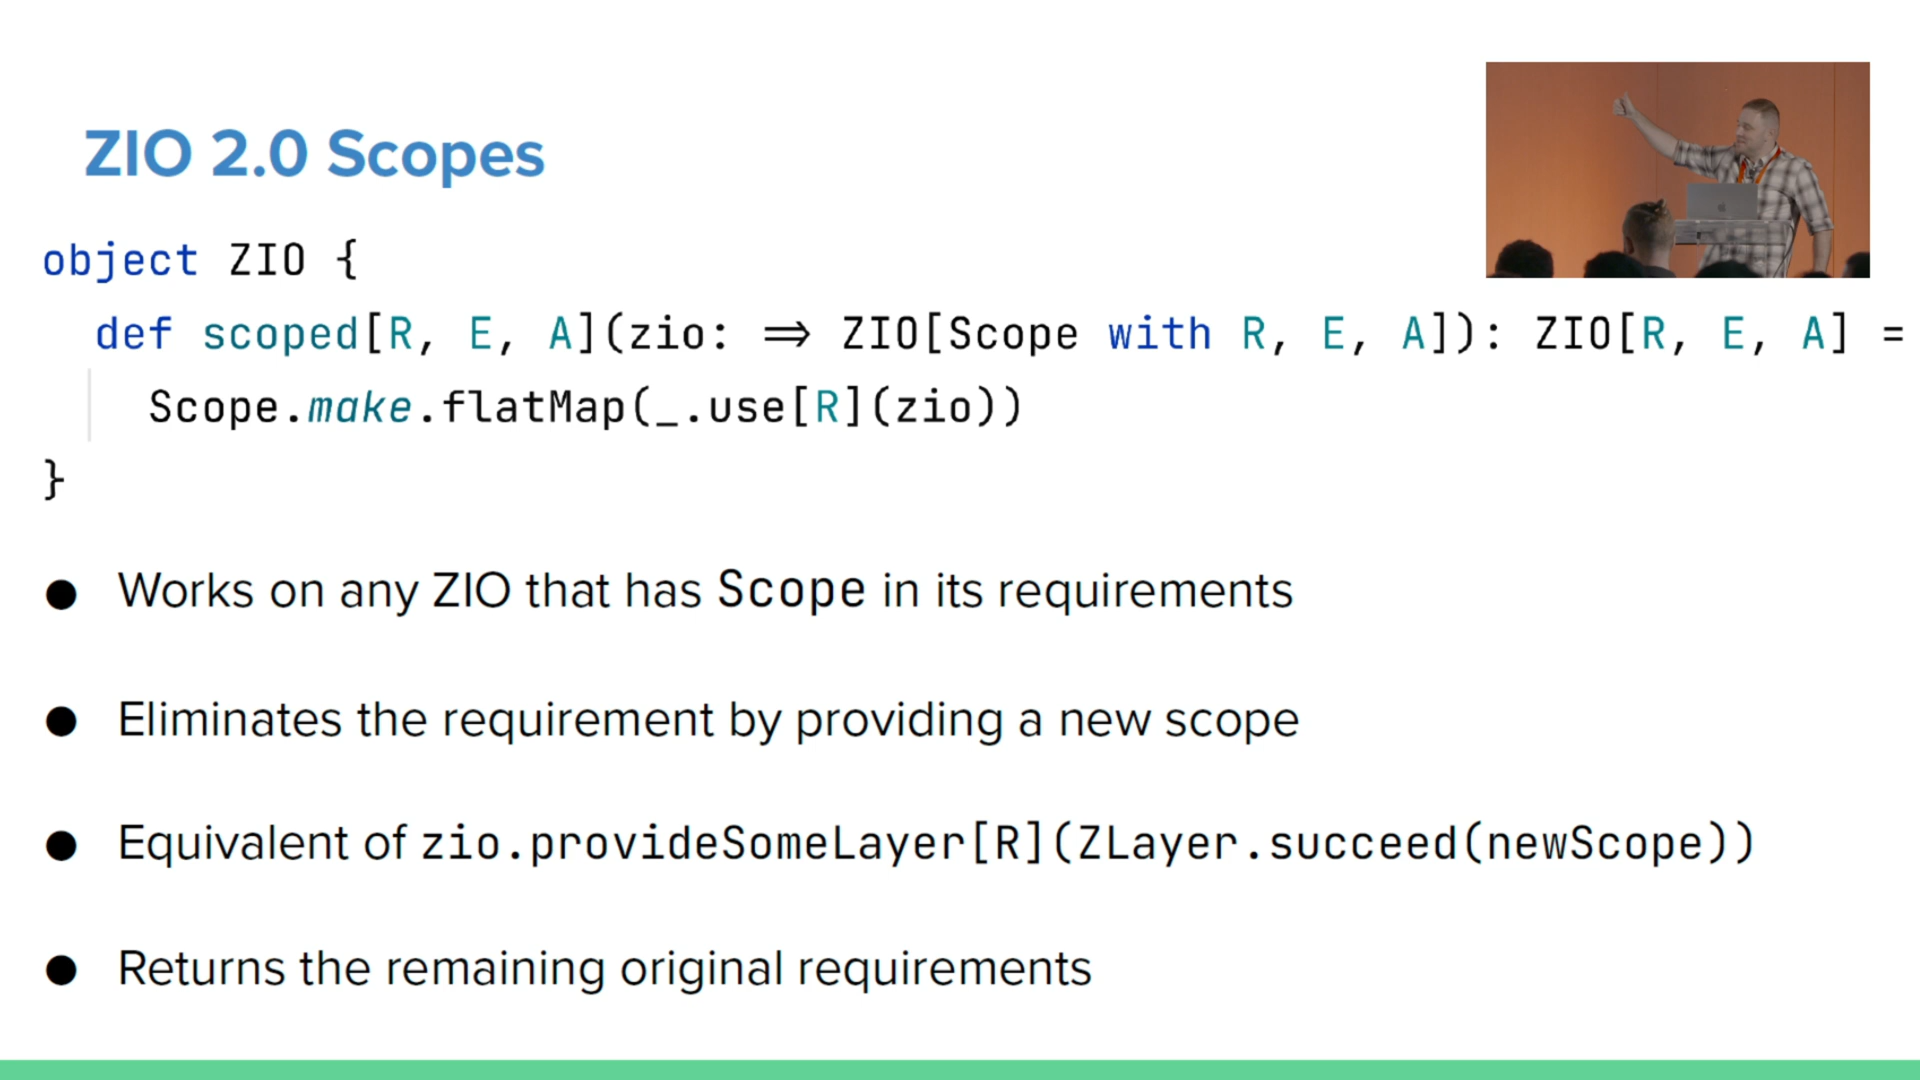 ZIO 2.0 Scopes
object ZIO {
def scoped[R, E, A](zio: => ZIO[Scope with R, E, A]): ZIO[R, E, A] =
Scope.make.flatMap(_.use[R](zio))
}
● Works on any ZIO that has Scope in its requirements
● Eliminates the requirement by providing a new scope
● Equivalent of zio.provideSomeLayer[R](ZLayer.succeed(newScope))
● Returns the remaining original requirements